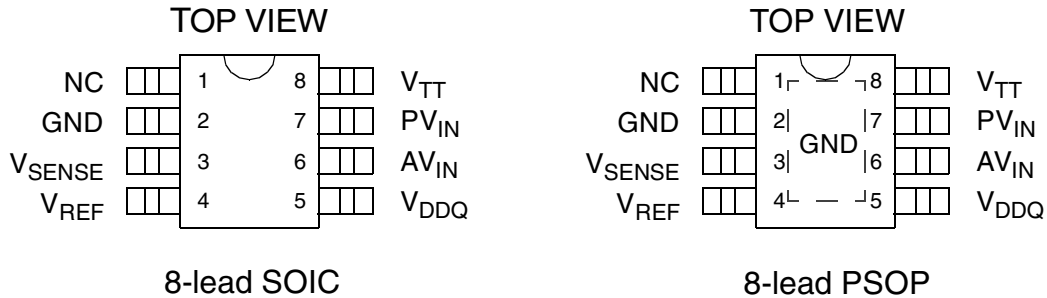 TOP VIEW
NC 1 8 V_TT
GND 2 7 PV_IN
V_SENSE 3 6 AV_IN
V_REF 4 5 V_DDQ
8-lead SOIC
TOP VIEW
NC 1 8 V_TT
GND 2 7 PV_IN
GND
V_SENSE 3 6 AV_IN
V_REF 4 5 V_DDQ
8-lead PSOP